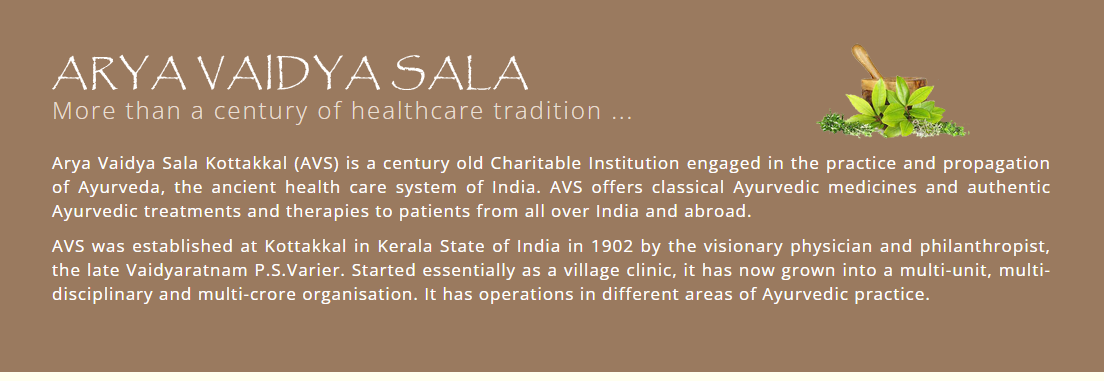 ARYA VAIDYA SALA
More than a century of healthcare tradition ...
Arya Vaidya Sala Kottakkal (AVS) is a century old Charitable Institution engaged in the practice and propagation
of Ayurveda, the ancient health care system of India. AVS offers classical Ayurvedic medicines and authentic
Ayurvedic treatments and therapies to patients from all over India and abroad.
AVS was established at Kottakkal in Kerala State of India in 1902 by the visionary physician and philanthropist,
the late Vaidyaratnam P.S.Varier. Started essentially as a village clinic, it has now grown into a multi-unit, multi-
disciplinary and multi-crore organisation. It has operations in different areas of Ayurvedic practice.